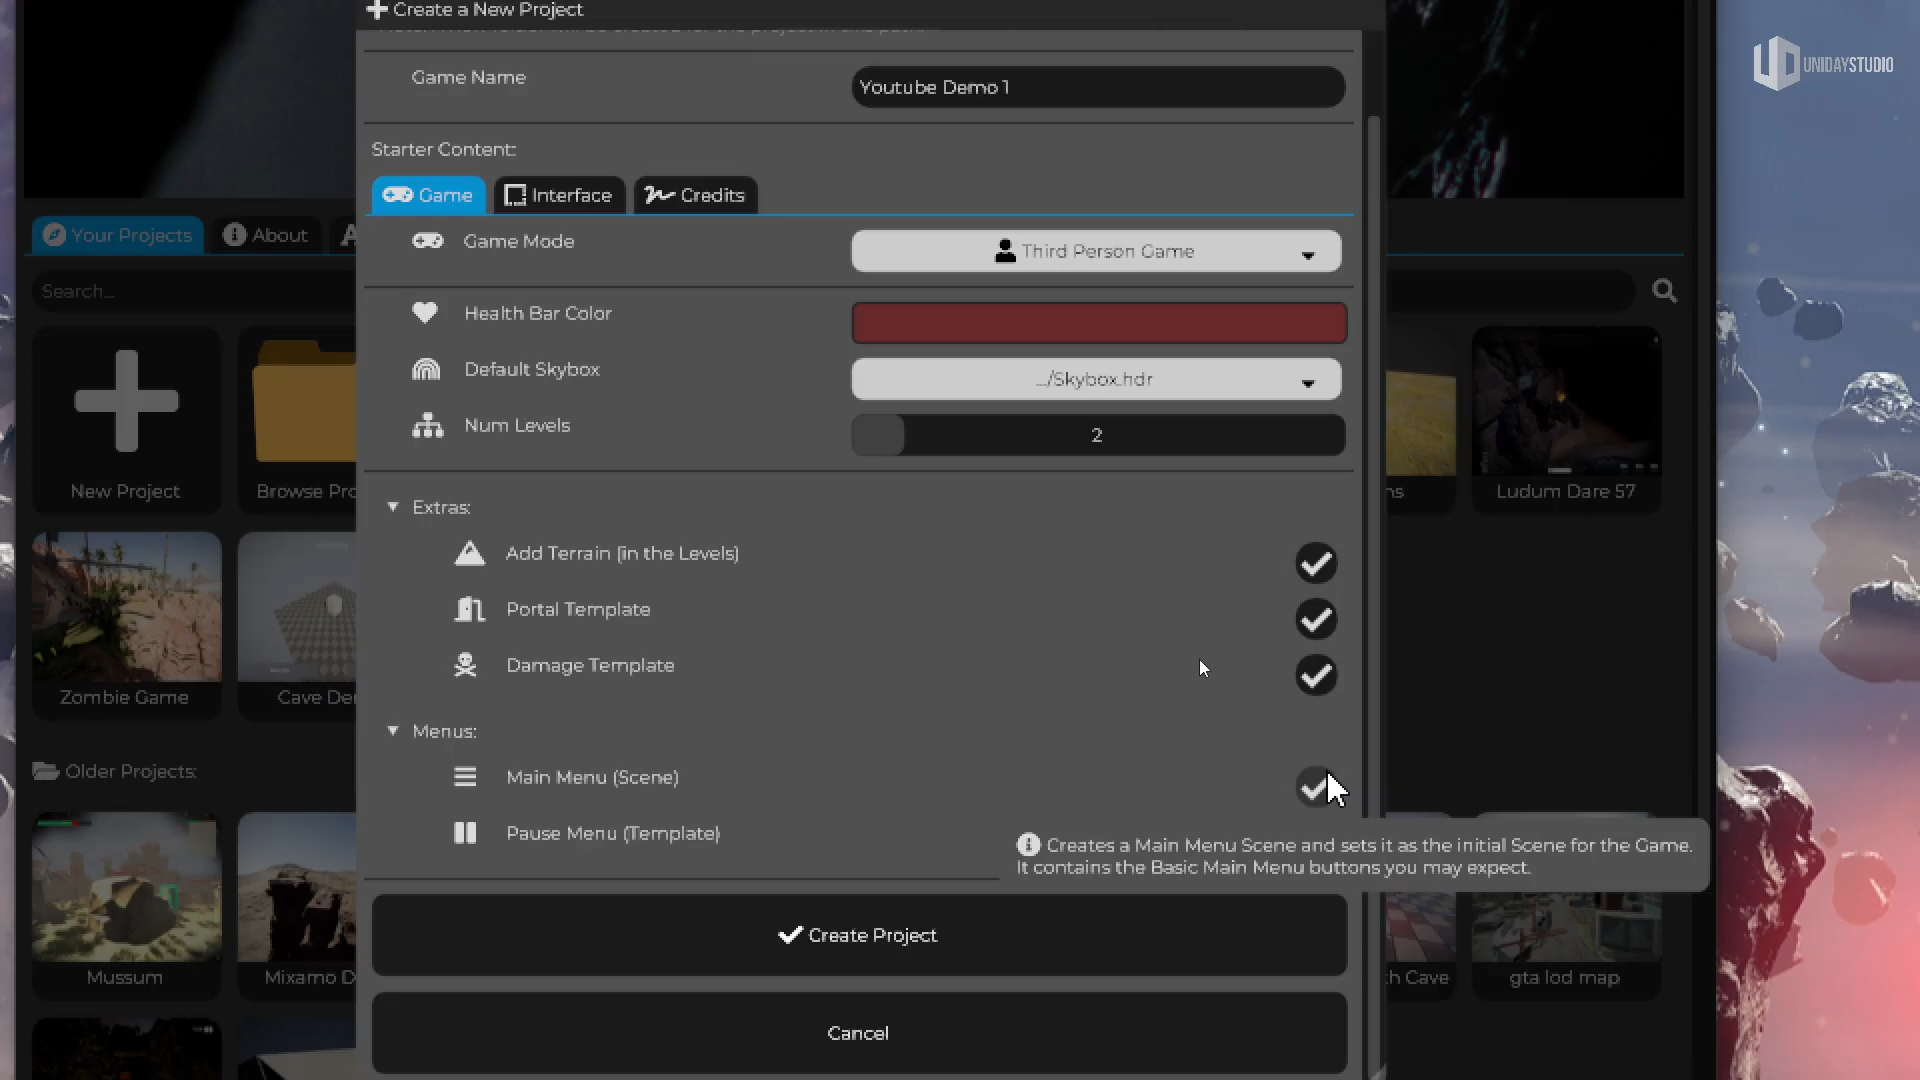 Create a New Project
UNIDAYSTUDIO
Game Name
Youtube Demo 1
Starter Content:
Game
Interface
Credits
Your Projects
About
Game Mode
Third Person Game
Search...
Health Bar Color
Default Skybox
.../Skybox.hdr
Num Levels
2
New Project
Browse Pro
ns
Ludum Dare 57
Extras:
Add Terrain (in the Levels)
Portal Template
Damage Template
Zombie Game
Cave De
Menus:
Older Projects:
Main Menu (Scene)
Pause Menu (Template)
Creates a Main Menu Scene and sets it as the initial Scene for the Game.
It contains the Basic Main Menu buttons you may expect.
Create Project
Mussum
Mixamo D
h Cave
gta lod map
Cancel